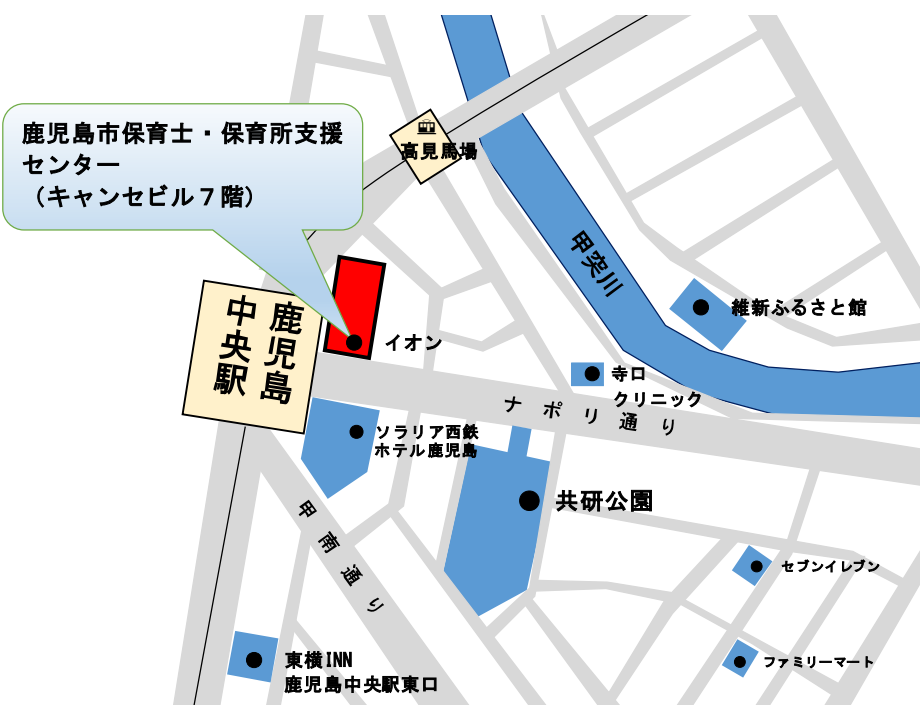 鹿児島市保育士・保育所支援
センター
（キャンセビル７階）
高見馬場
甲突川
維新ふるさと館
鹿児島
中央駅
イオン
寺口
クリニック
ナポリ通り
ソラリア西鉄
ホテル鹿児島
共研公園
甲南通り
セブンイレブン
ファミリーマート
東横INN
鹿児島中央駅東口